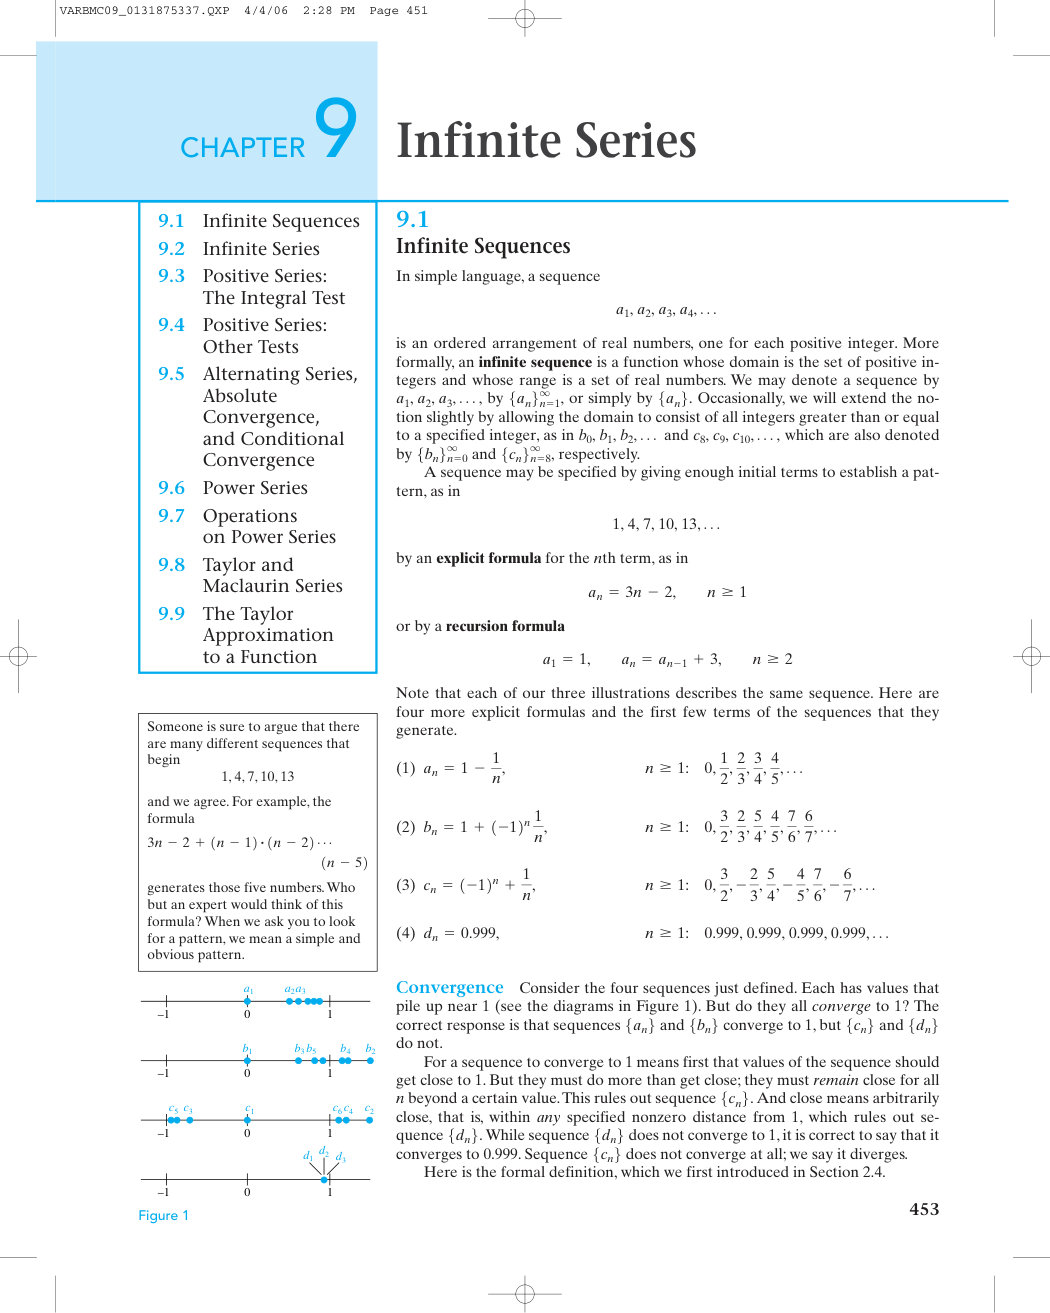 VARBMC09_0131875337.QXP 4/4/06 2:28 PM Page 451
CHAPTER 9 Infinite Series
9.1 Infinite Sequences
9.2 Infinite Series
9.3 Positive Series:
The Integral Test
9.4 Positive Series:
Other Tests
9.5 Alternating Series,
Absolute
Convergence,
and Conditional
Convergence
9.6 Power Series
9.7 Operations
on Power Series
9.8 Taylor and
Maclaurin Series
9.9 The Taylor
Approximation
to a Function
Someone is sure to argue that there
are many different sequences that
begin
1, 4, 7, 10, 13
and we agree. For example, the
formula
3n − 2 + (n − 1)·(n − 2)···
(n − 5)
generates those five numbers. Who
but an expert would think of this
formula? When we ask you to look
for a pattern, we mean a simple and
obvious pattern.
a₁ a₂ a₃
−1 0 1
b₁ b₃ b₅ b₄ b₂
−1 0 1
c₅ c₃ c₁ c₆ c₄ c₂
−1 0 1
d₁ d₂ d₃
−1 0 1
Figure 1
9.1
Infinite Sequences
In simple language, a sequence
a₁, a₂, a₃, a₄, . . .
is an ordered arrangement of real numbers, one for each positive integer. More
formally, an infinite sequence is a function whose domain is the set of positive in-
tegers and whose range is a set of real numbers. We may denote a sequence by
a₁, a₂, a₃, . . . , by {aₙ}ₙ₌₁^∞, or simply by {aₙ}. Occasionally, we will extend the no-
tion slightly by allowing the domain to consist of all integers greater than or equal
to a specified integer, as in b₀, b₁, b₂, . . . and c₈, c₉, c₁₀, . . . , which are also denoted
by {bₙ}ₙ₌₀^∞ and {cₙ}ₙ₌₈^∞, respectively.
A sequence may be specified by giving enough initial terms to establish a pat-
tern, as in
1, 4, 7, 10, 13, . . .
by an explicit formula for the nth term, as in
aₙ = 3n − 2, n ≥ 1
or by a recursion formula
a₁ = 1, aₙ = aₙ₋₁ + 3, n ≥ 2
Note that each of our three illustrations describes the same sequence. Here are
four more explicit formulas and the first few terms of the sequences that they
generate.
(1) aₙ = 1 − 1/n, n ≥ 1: 0, 1/2, 2/3, 3/4, 4/5, . . .
(2) bₙ = 1 + (−1)ⁿ 1/n, n ≥ 1: 0, 3/2, 2/3, 5/4, 4/5, 7/6, 6/7, . . .
(3) cₙ = (−1)ⁿ + 1/n, n ≥ 1: 0, 3/2, −2/3, 5/4, −4/5, 7/6, −6/7, . . .
(4) dₙ = 0.999, n ≥ 1: 0.999, 0.999, 0.999, 0.999, . . .
Convergence Consider the four sequences just defined. Each has values that
pile up near 1 (see the diagrams in Figure 1). But do they all converge to 1? The
correct response is that sequences {aₙ} and {bₙ} converge to 1, but {cₙ} and {dₙ}
do not.
For a sequence to converge to 1 means first that values of the sequence should
get close to 1. But they must do more than get close; they must remain close for all
n beyond a certain value. This rules out sequence {cₙ}. And close means arbitrarily
close, that is, within any specified nonzero distance from 1, which rules out se-
quence {dₙ}. While sequence {dₙ} does not converge to 1, it is correct to say that it
converges to 0.999. Sequence {cₙ} does not converge at all; we say it diverges.
Here is the formal definition, which we first introduced in Section 2.4.
453